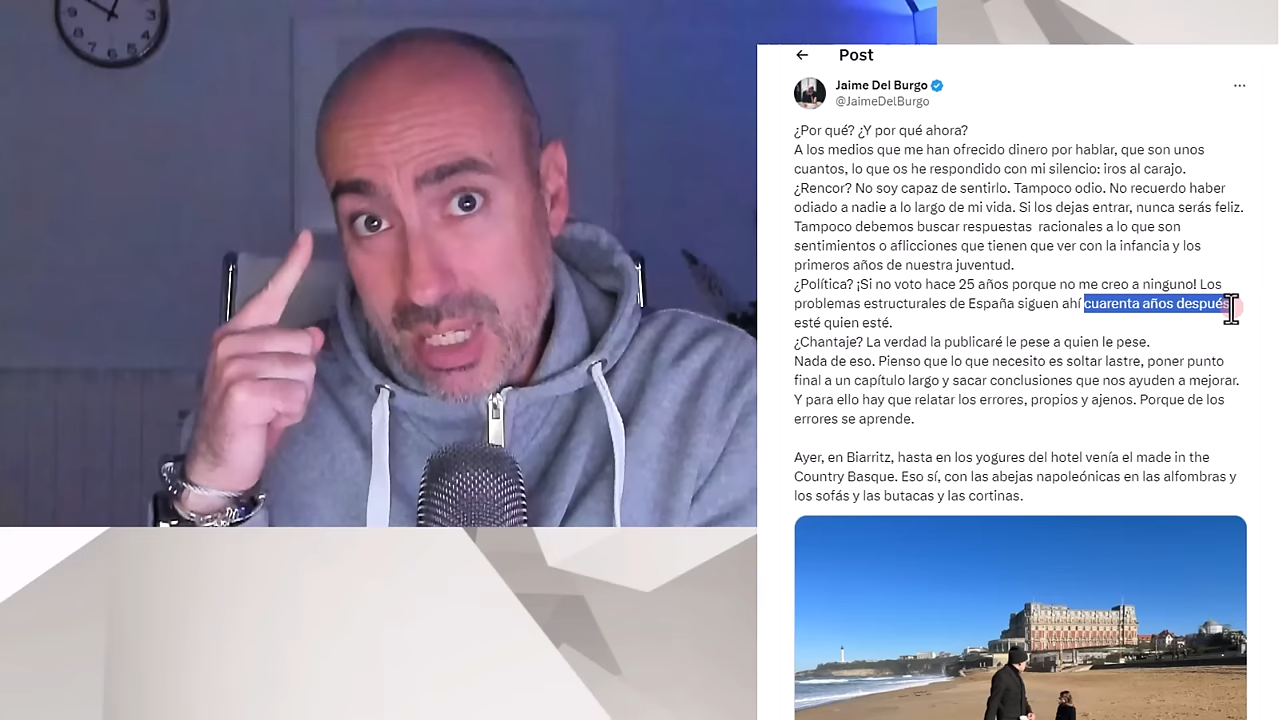 9
8
7
6
5
4
Post
Jaime Del Burgo
@JaimeDelBurgo
¿Por qué? ¿Y por qué ahora?
A los medios que me han ofrecido dinero por hablar, que son unos
cuantos, lo que os he respondido con mi silencio: iros al carajo.
¿Rencor? No soy capaz de sentirlo. Tampoco odio. No recuerdo haber
odiado a nadie a lo largo de mi vida. Si los dejas entrar, nunca serás feliz.
Tampoco debemos buscar respuestas racionales a lo que son
sentimientos o aflicciones que tienen que ver con la infancia y los
primeros años de nuestra juventud.
¿Política? ¡Si no voto hace 25 años porque no me creo a ninguno! Los
problemas estructurales de España siguen ahí cuarenta años después
esté quien esté.
¿Chantaje? La verdad la publicaré le pese a quien le pese.
Nada de eso. Pienso que lo que necesito es soltar lastre, poner punto
final a un capítulo largo y sacar conclusiones que nos ayuden a mejorar.
Y para ello hay que relatar los errores, propios y ajenos. Porque de los
errores se aprende.
Ayer, en Biarritz, hasta en los yogures del hotel venía el made in the
Country Basque. Eso sí, con las abejas napoleónicas en las alfombras y
los sofás y las butacas y las cortinas.